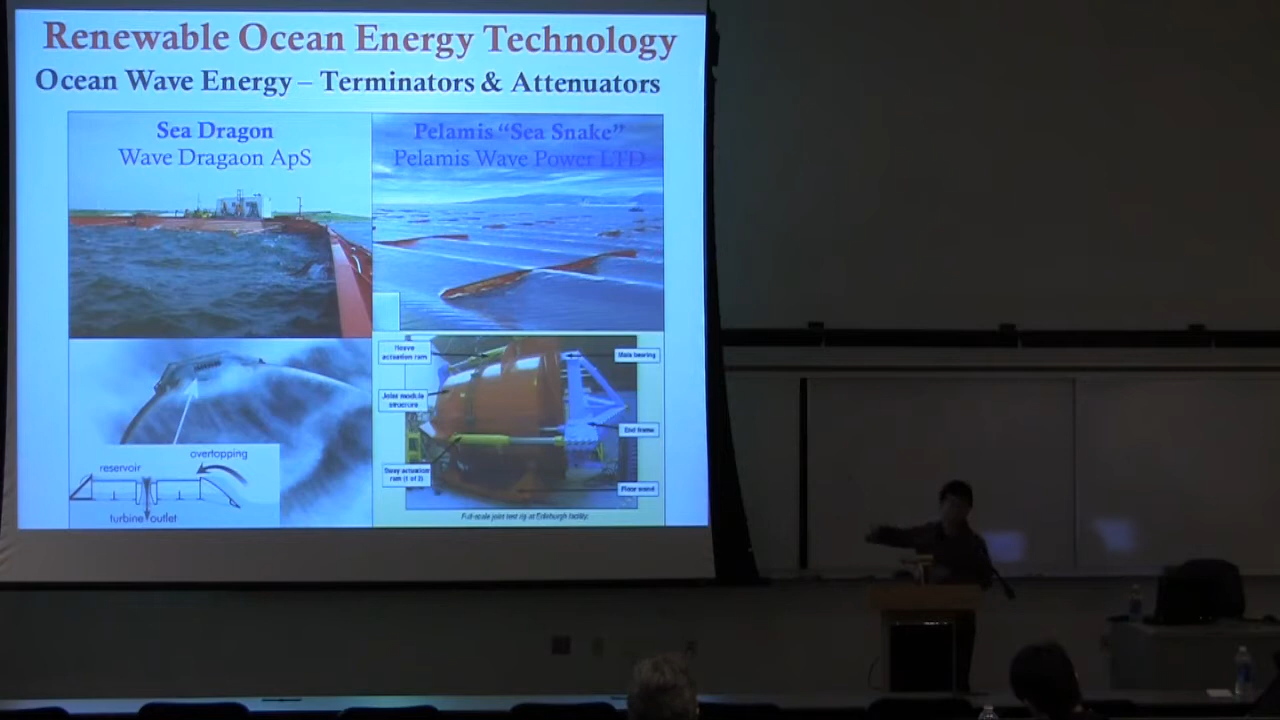 Renewable Ocean Energy Technology
Ocean Wave Energy – Terminators & Attenuators
Sea Dragon
Wave Dragaon ApS
Pelamis “Sea Snake”
Pelamis Wave Power LTD
reservoir
overtopping
turbine outlet
Heave
actuation ram
Main bearing
Joint module
structure
End frame
Sway actuation
ram (1 of 2)
Full-scale joint test rig at Edinburgh facility.